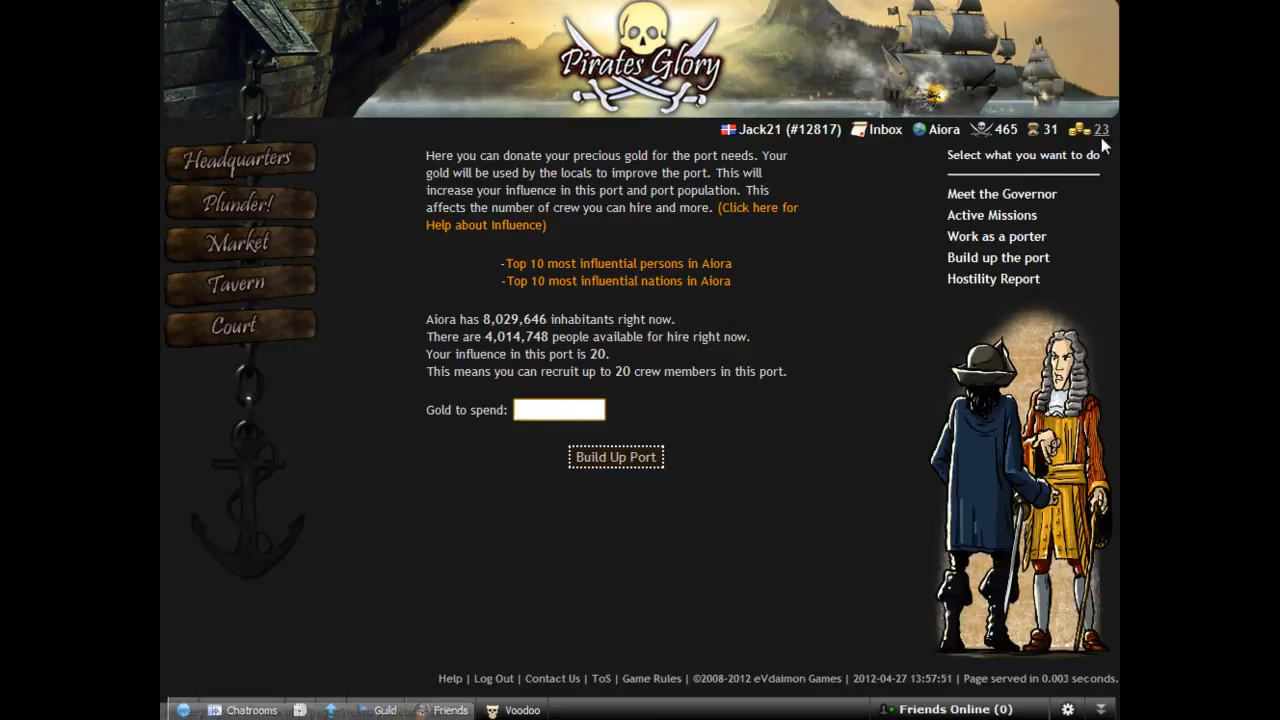 Pirates Glory
Jack21 (#12817) Inbox Aiora 465 31 23
Headquarters
Plunder!
Market
Tavern
Court
Here you can donate your precious gold for the port needs. Your
gold will be used by the locals to improve the port. This will
increase your influence in this port and port population. This
affects the number of crew you can hire and more. (Click here for
Help about Influence)
-Top 10 most influential persons in Aiora
-Top 10 most influential nations in Aiora
Aiora has 8,029,646 inhabitants right now.
There are 4,014,748 people available for hire right now.
Your influence in this port is 20.
This means you can recruit up to 20 crew members in this port.
Gold to spend:
Build Up Port
Select what you want to do
Meet the Governor
Active Missions
Work as a porter
Build up the port
Hostility Report
Help | Log Out | Contact Us | ToS | Game Rules | ©2008-2012 eVdaimon Games | 2012-04-27 13:57:51 | Page served in 0.003 seconds.
Chatrooms Guild Friends Voodoo Friends Online (0)